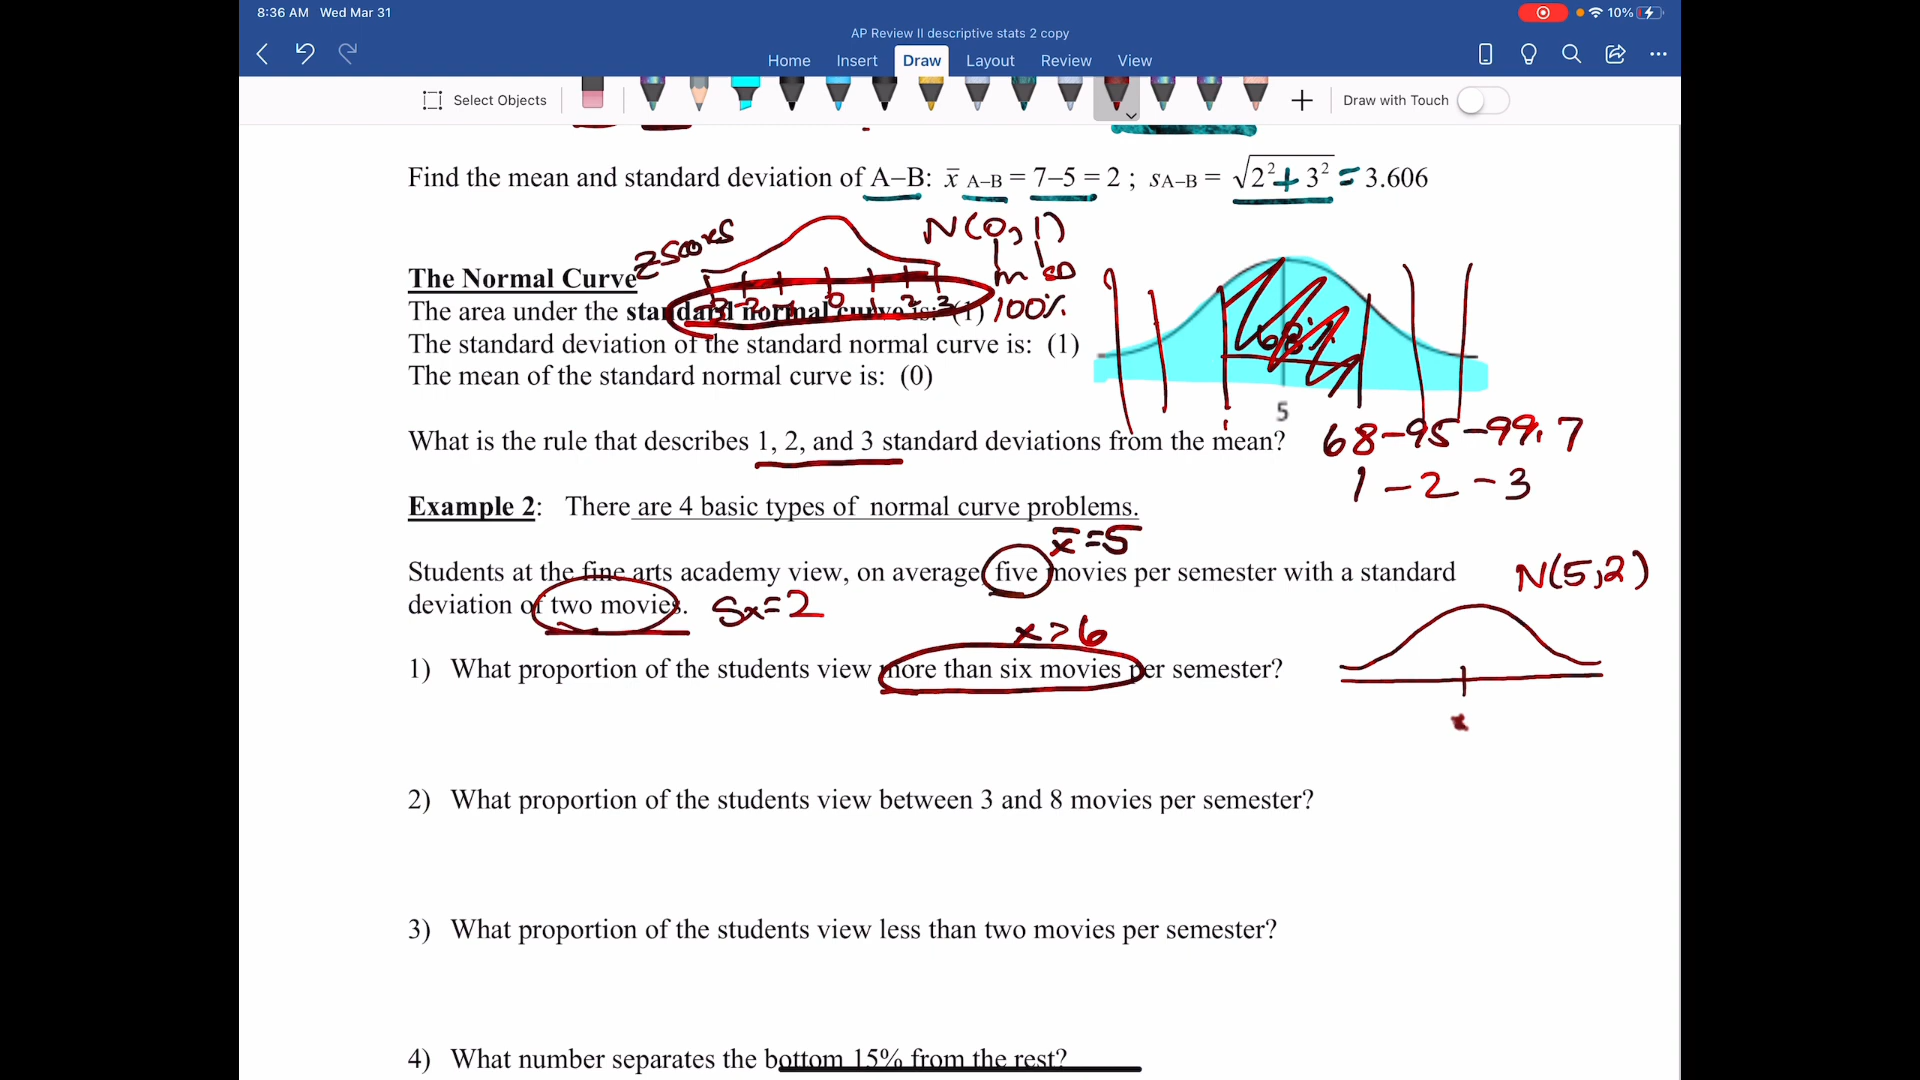 8:36 AM Wed Mar 31
10%
AP Review II descriptive stats 2 copy
Home Insert Draw Layout Review View
Select Objects
Draw with Touch
Find the mean and standard deviation of A–B: x̄ A–B = 7–5 = 2 ; sA–B = √2² + 3² = 3.606
z scores
N(0, 1)
m SD
The Normal Curve
-3 -2 -1 0 1 2 3
The area under the standard normal curve is: (1) 100%
68%
The standard deviation of the standard normal curve is: (1)
The mean of the standard normal curve is: (0)
5
What is the rule that describes 1, 2, and 3 standard deviations from the mean? 68-95-99.7
1 - 2 - 3
Example 2: There are 4 basic types of normal curve problems.
x̄ = 5
Students at the fine arts academy view, on average, five movies per semester with a standard
N(5,2)
deviation of two movies. Sx=2
x > 6
1) What proportion of the students view more than six movies per semester?
2) What proportion of the students view between 3 and 8 movies per semester?
3) What proportion of the students view less than two movies per semester?
4) What number separates the bottom 15% from the rest?